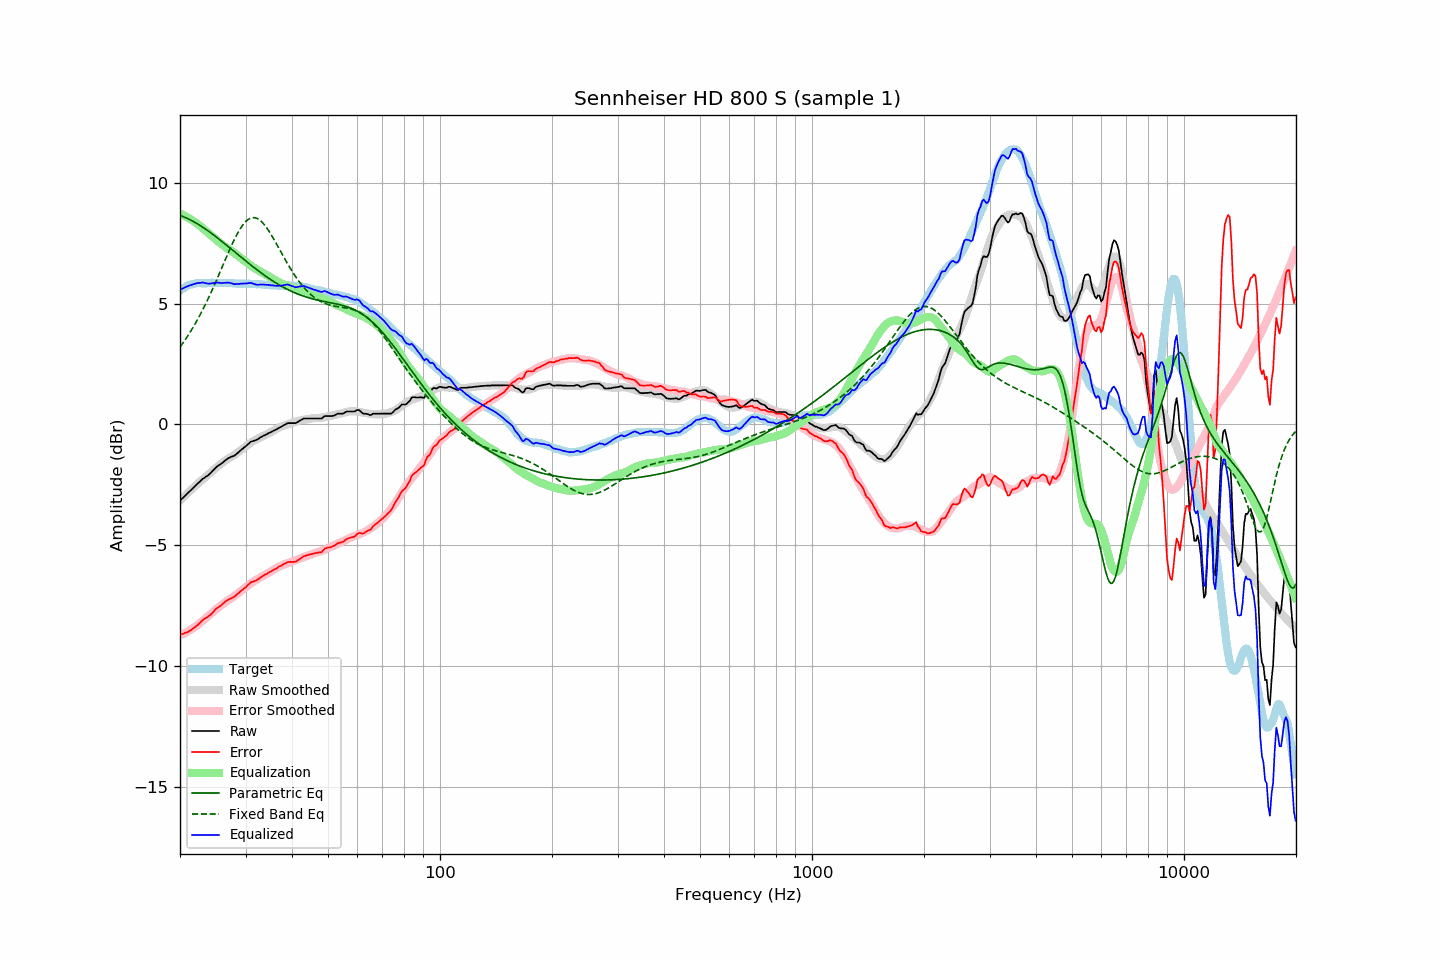 Sennheiser HD 800 S (sample 1)
10
5
0
−5
−10
−15
Amplitude (dBr)
Target
Raw Smoothed
Error Smoothed
Raw
Error
Equalization
Parametric Eq
Fixed Band Eq
Equalized
100 1000 10000
Frequency (Hz)